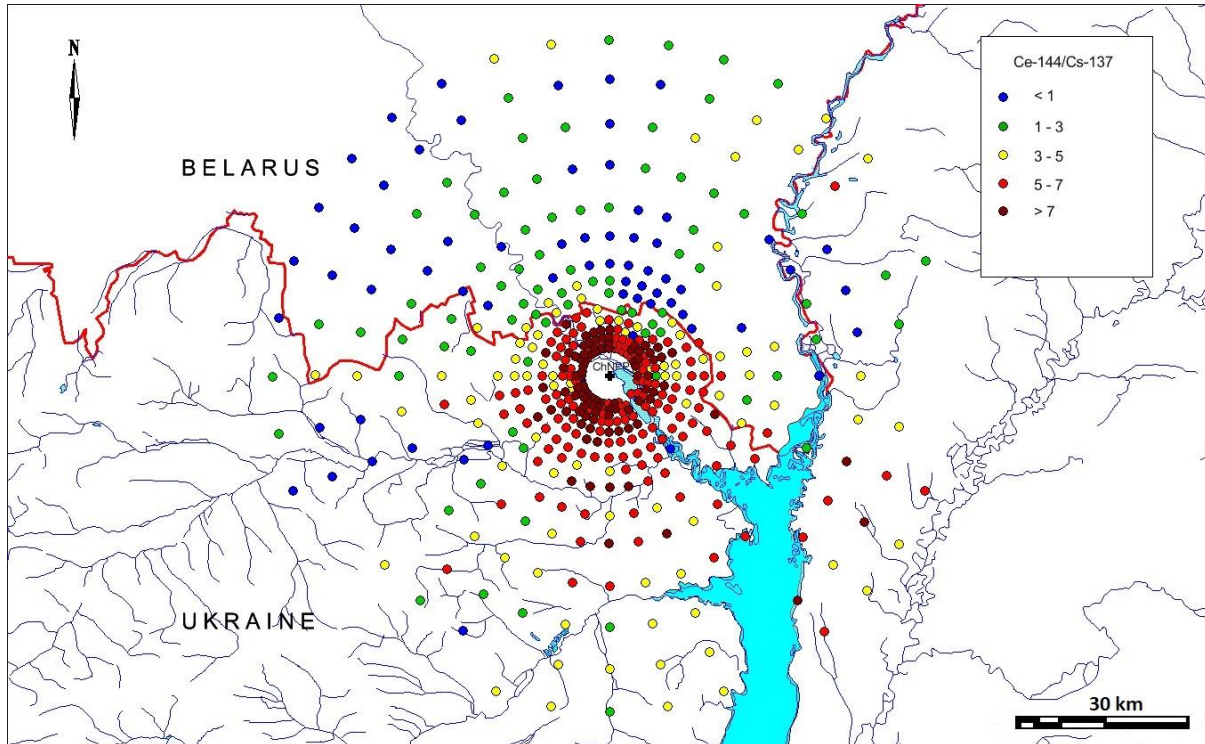 N
Ce-144/Cs-137
< 1
1 - 3
3 - 5
5 - 7
> 7
BELARUS
ChNPP
UKRAINE
30 km